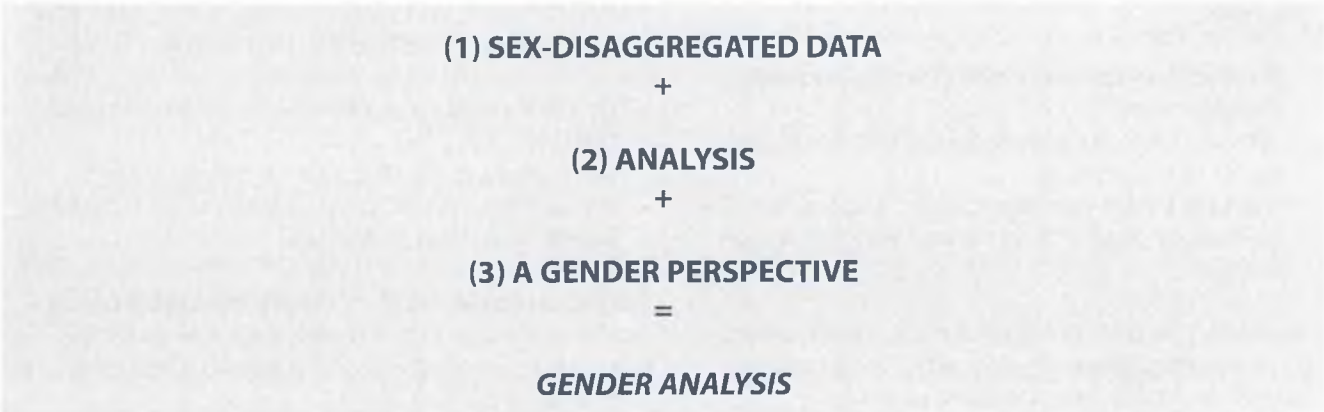 (1) SEX-DISAGGREGATED DATA
+
(2) ANALYSIS
+
(3) A GENDER PERSPECTIVE
=
GENDER ANALYSIS